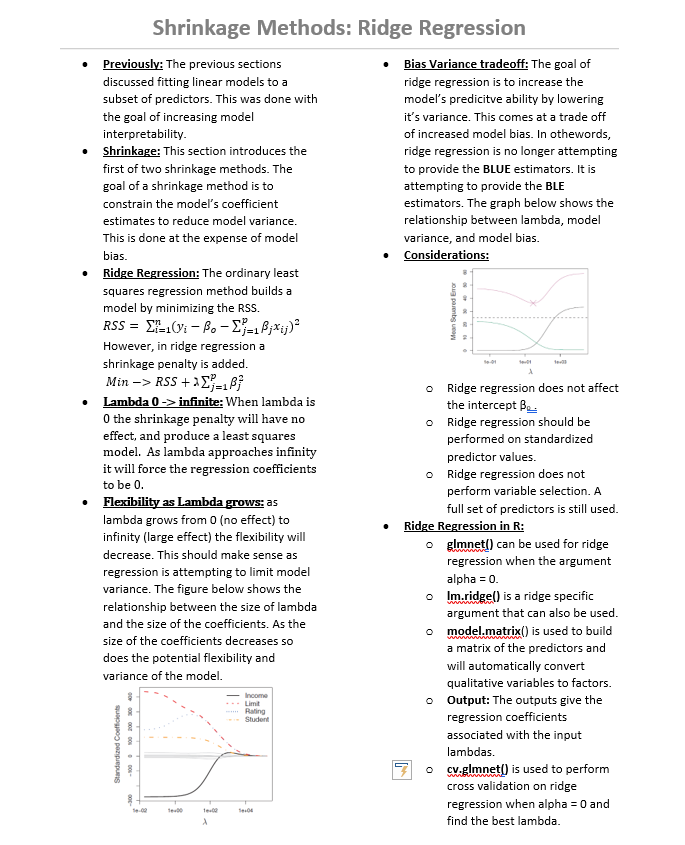 Shrinkage Methods: Ridge Regression
• Previously: The previous sections
discussed fitting linear models to a
subset of predictors. This was done with
the goal of increasing model
interpretability.
• Shrinkage: This section introduces the
first of two shrinkage methods. The
goal of a shrinkage method is to
constrain the model's coefficient
estimates to reduce model variance.
This is done at the expense of model
bias.
• Ridge Regression: The ordinary least
squares regression method builds a
model by minimizing the RSS.
RSS = Σⁿᵢ₌₁(yᵢ − βₒ − Σᵖⱼ₌₁ βⱼxᵢⱼ)²
However, in ridge regression a
shrinkage penalty is added.
Min −> RSS + λΣᵖⱼ₌₁ βⱼ²
• Lambda 0 -> infinite: When lambda is
0 the shrinkage penalty will have no
effect, and produce a least squares
model. As lambda approaches infinity
it will force the regression coefficients
to be 0.
• Flexibility as Lambda grows: as
lambda grows from 0 (no effect) to
infinity (large effect) the flexibility will
decrease. This should make sense as
regression is attempting to limit model
variance. The figure below shows the
relationship between the size of lambda
and the size of the coefficients. As the
size of the coefficients decreases so
does the potential flexibility and
variance of the model.
Standardized Coefficients
400
300
200
100
0
-100
-300
Income
Limit
Rating
Student
1e-02 1e+00 1e+02 1e+04
λ
• Bias Variance tradeoff: The goal of
ridge regression is to increase the
model's predicitve ability by lowering
it's variance. This comes at a trade off
of increased model bias. In othewords,
ridge regression is no longer attempting
to provide the BLUE estimators. It is
attempting to provide the BLE
estimators. The graph below shows the
relationship between lambda, model
variance, and model bias.
• Considerations:
Mean Squared Error
60
50
40
30
20
10
0
1e-01 1e+01 1e+03
λ
o Ridge regression does not affect
the intercept βₒ .
o Ridge regression should be
performed on standardized
predictor values.
o Ridge regression does not
perform variable selection. A
full set of predictors is still used.
• Ridge Regression in R:
o glmnet() can be used for ridge
regression when the argument
alpha = 0.
o lm.ridge() is a ridge specific
argument that can also be used.
o model.matrix() is used to build
a matrix of the predictors and
will automatically convert
qualitative variables to factors.
o Output: The outputs give the
regression coefficients
associated with the input
lambdas.
o cv.glmnet() is used to perform
cross validation on ridge
regression when alpha = 0 and
find the best lambda.